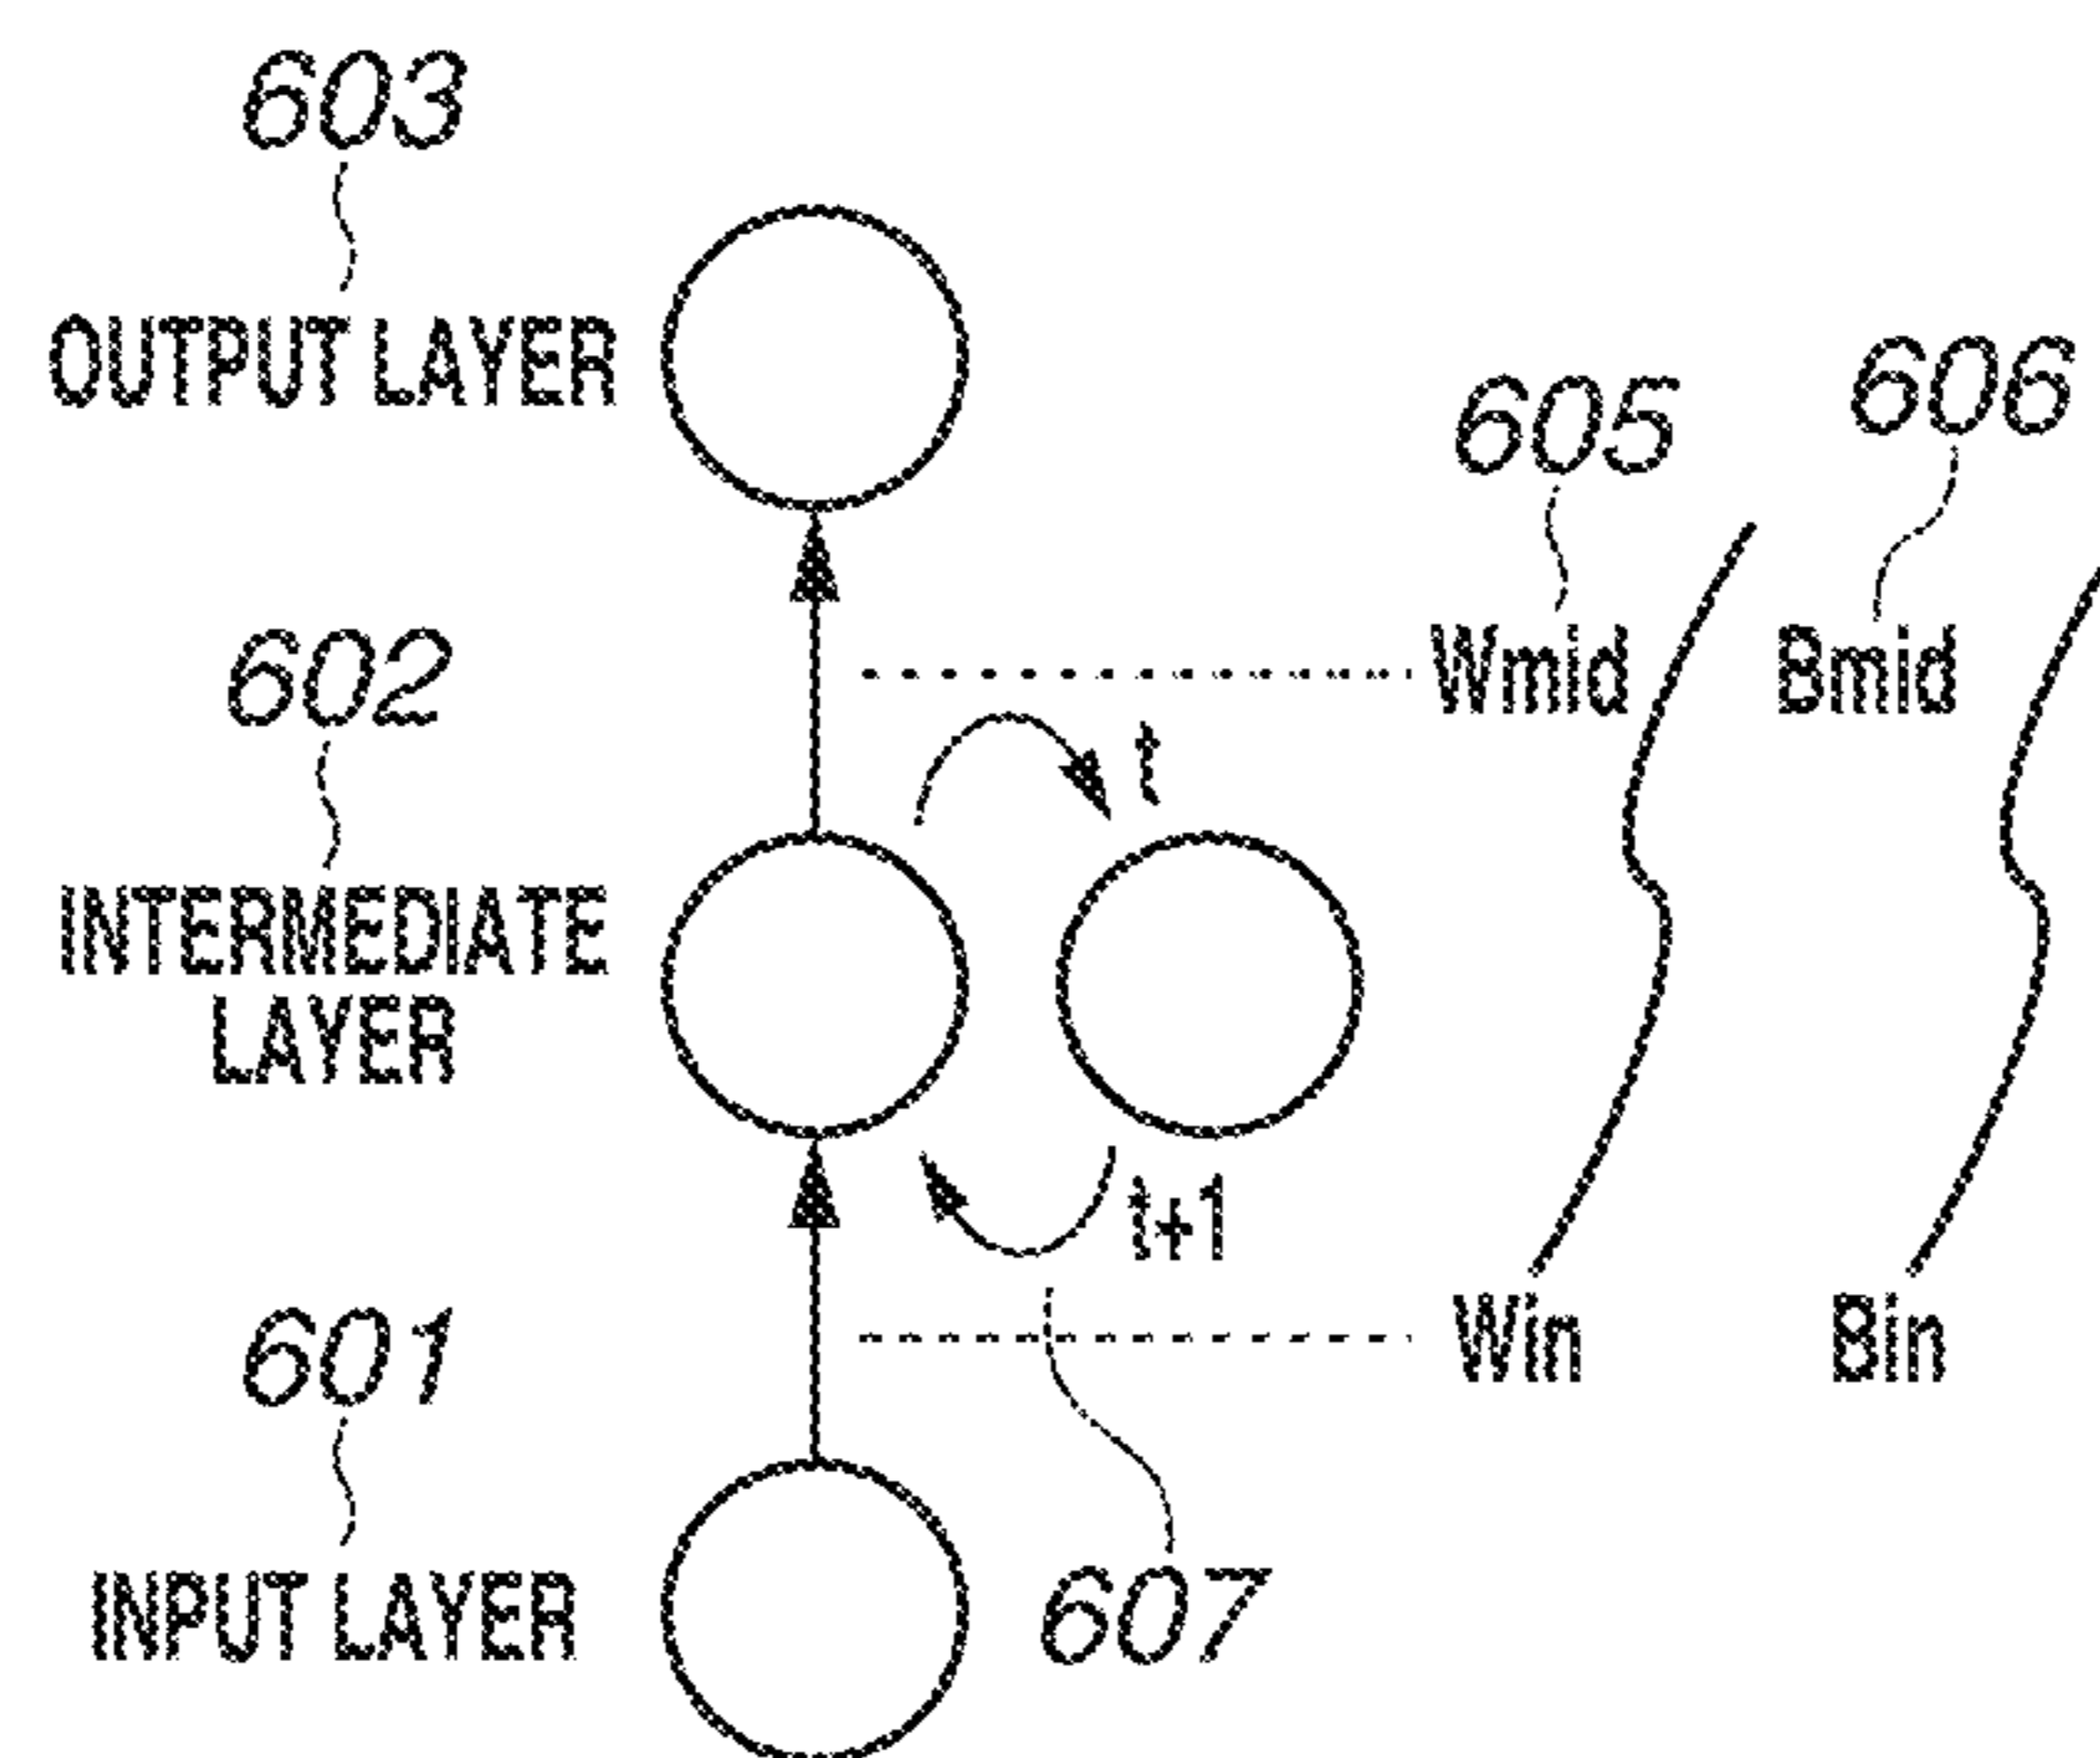 603
OUTPUT LAYER
605
606
602
Wmid
Bmid
t
INTERMEDIATE
LAYER
t+1
601
Win
Bin
INPUT LAYER
607